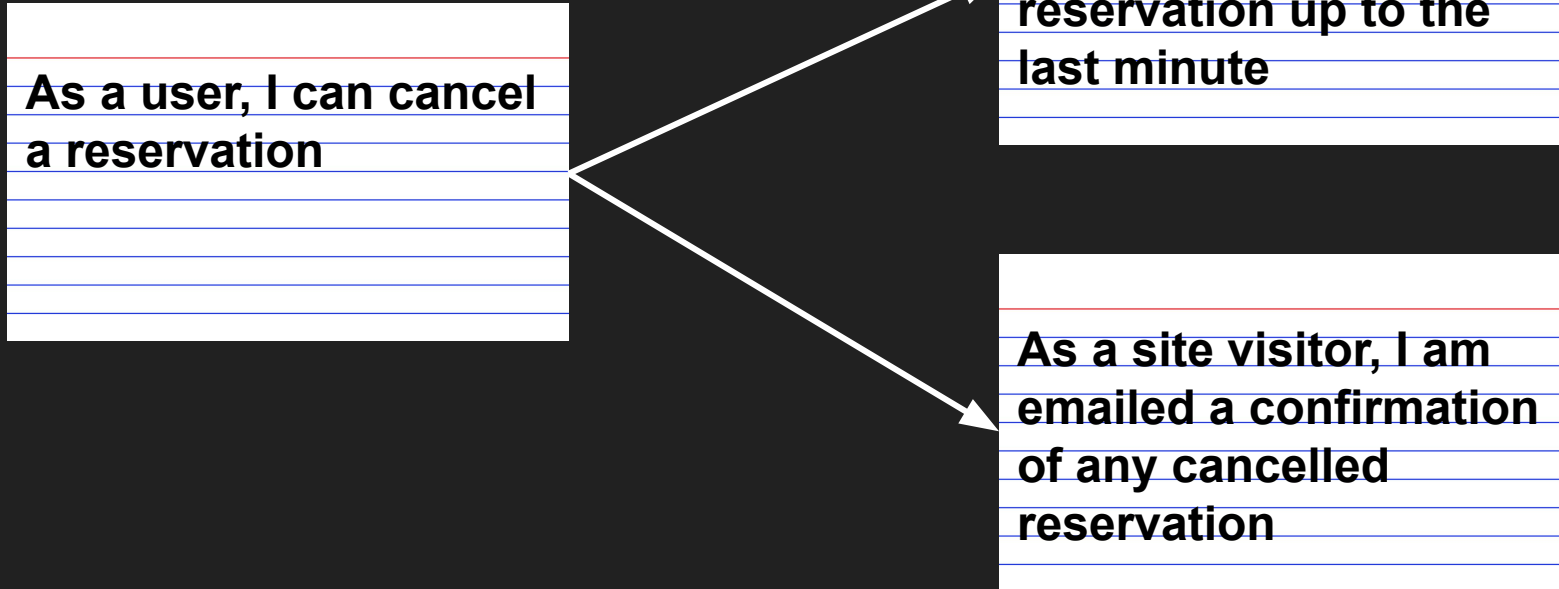 As a user, I can cancel
a reservation
reservation up to the
last minute
As a site visitor, I am
emailed a confirmation
of any cancelled
reservation